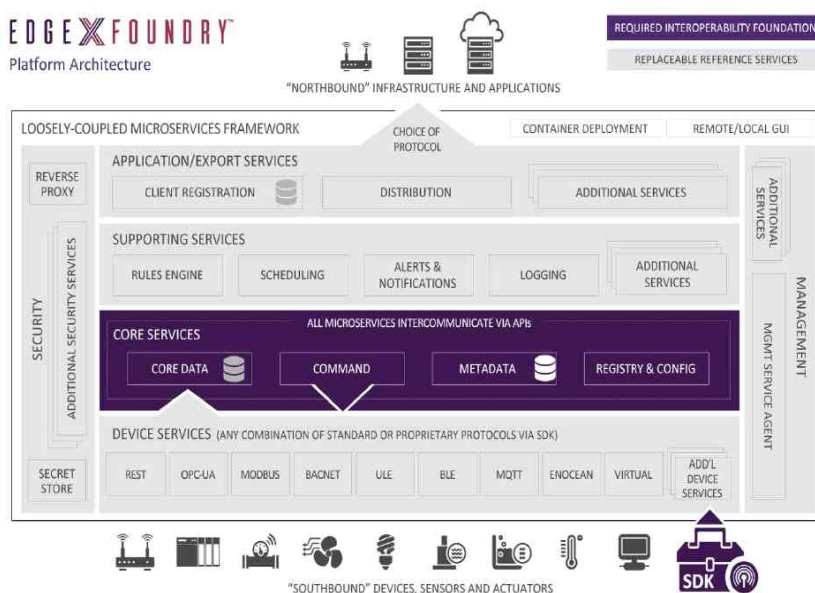 EDGE X FOUNDRY™
Platform Architecture
REQUIRED INTEROPERABILITY FOUNDATION
REPLACEABLE REFERENCE SERVICES
"NORTHBOUND" INFRASTRUCTURE AND APPLICATIONS
LOOSELY-COUPLED MICROSERVICES FRAMEWORK
CHOICE OF
PROTOCOL
CONTAINER DEPLOYMENT
REMOTE/LOCAL GUI
SECURITY
REVERSE
PROXY
ADDITIONAL SECURITY SERVICES
SECRET
STORE
APPLICATION/EXPORT SERVICES
CLIENT REGISTRATION
DISTRIBUTION
ADDITIONAL SERVICES
SUPPORTING SERVICES
RULES ENGINE
SCHEDULING
ALERTS &
NOTIFICATIONS
LOGGING
ADDITIONAL
SERVICES
ALL MICROSERVICES INTERCOMMUNICATE VIA APIs
CORE SERVICES
CORE DATA
COMMAND
METADATA
REGISTRY & CONFIG
DEVICE SERVICES (ANY COMBINATION OF STANDARD OR PROPRIETARY PROTOCOLS VIA SDK)
REST
OPC-UA
MODBUS
BACNET
ULE
BLE
MQTT
ENOCEAN
VIRTUAL
ADD'L
DEVICE
SERVICES
ADDITIONAL
SERVICES
MGMT SERVICE AGENT
MANAGEMENT
SDK
"SOUTHBOUND" DEVICES, SENSORS AND ACTUATORS